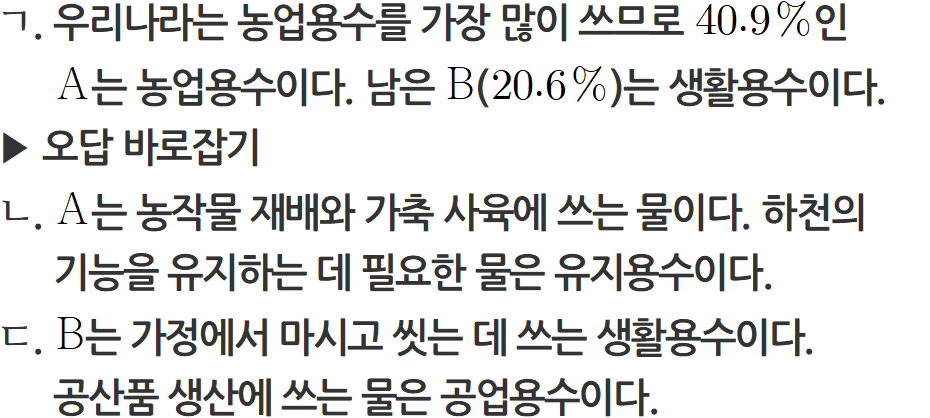 ㄱ. 우리나라는 농업용수를 가장 많이 쓰므로 40.9%인
A는 농업용수이다. 남은 B(20.6%)는 생활용수이다.
▶ 오답 바로잡기
ㄴ. A는 농작물 재배와 가축 사육에 쓰는 물이다. 하천의
기능을 유지하는 데 필요한 물은 유지용수이다.
ㄷ. B는 가정에서 마시고 씻는 데 쓰는 생활용수이다.
공산품 생산에 쓰는 물은 공업용수이다.